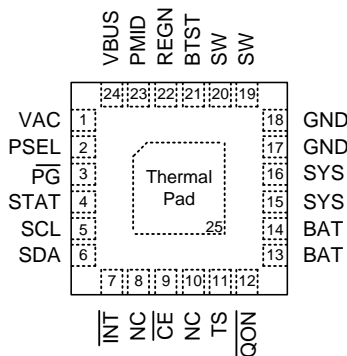 VBUS PMID REGN BTST SW SW
24 23 22 21 20 19
VAC 1 18 GND
PSEL 2 17 GND
PG 3 16 SYS
STAT 4 15 SYS
SCL 5 14 BAT
SDA 6 13 BAT
Thermal
Pad
25
7 8 9 10 11 12
INT NC CE NC TS QON